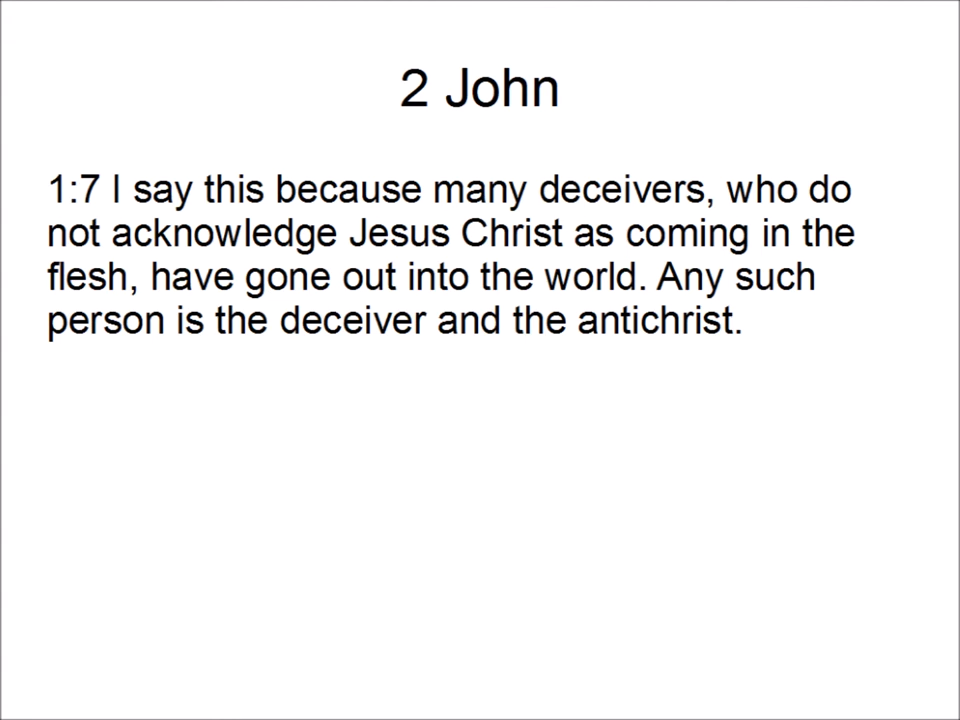 2 John
1:7 I say this because many deceivers, who do
not acknowledge Jesus Christ as coming in the
flesh, have gone out into the world. Any such
person is the deceiver and the antichrist.